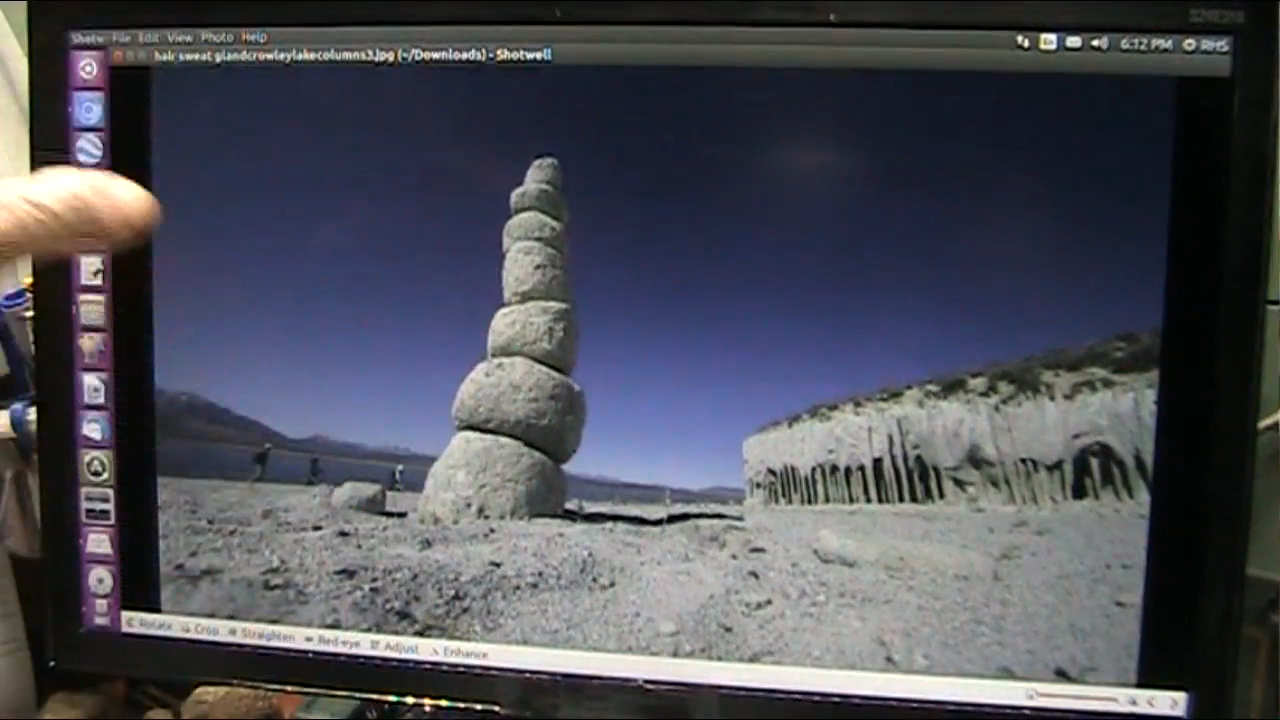 Shotw File Edit View Photo Help
6:12 PM RHS
hair sweat glandcrowleylakecolumns3.jpg (~/Downloads) - Shotwell
Rotate Crop Straighten Red-eye Adjust Enhance